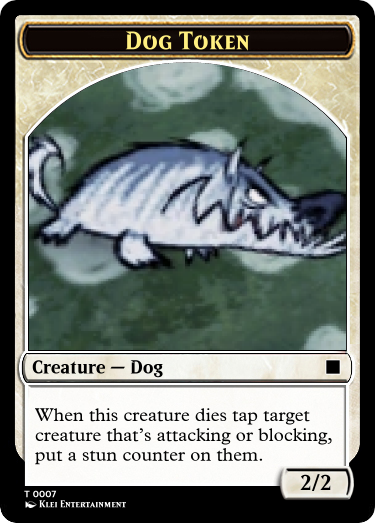 Dog Token
Creature — Dog
When this creature dies tap target
creature that's attacking or blocking,
put a stun counter on them.
2/2
T 0007
Klei Entertainment